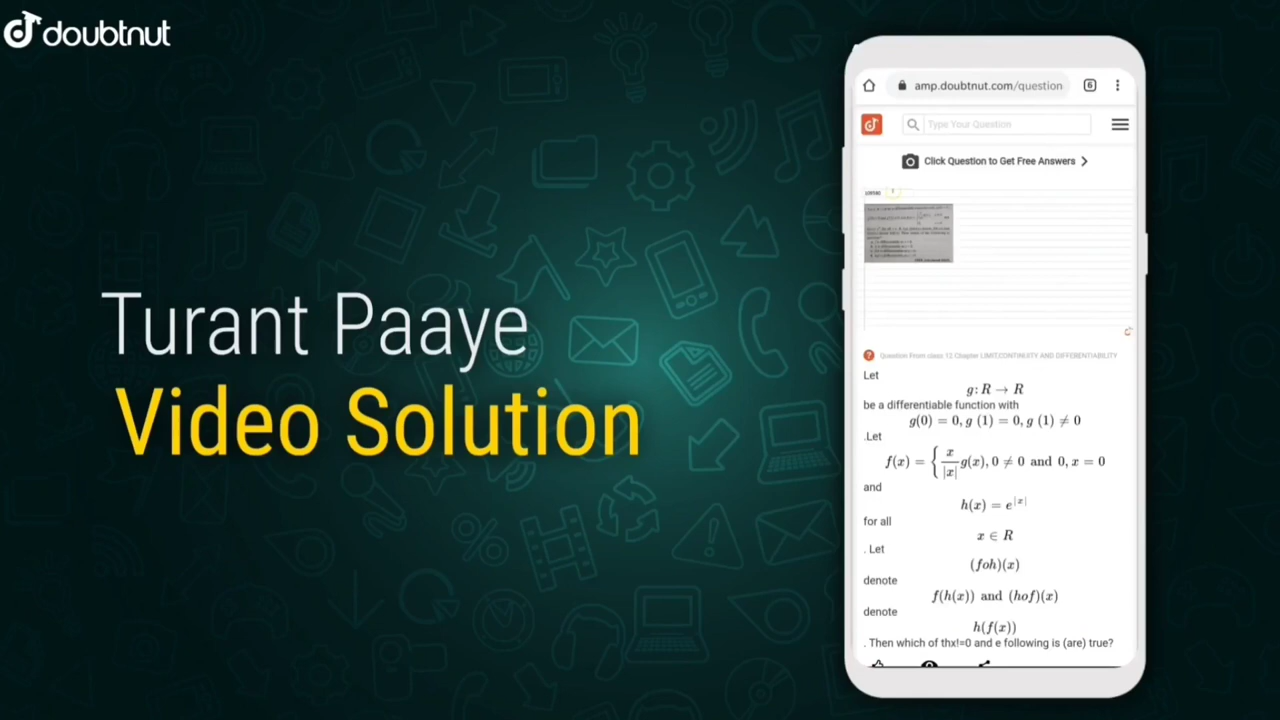 doubtnut
Turant Paaye
Video Solution
amp.doubtnut.com/question
6
Type Your Question
Click Question to Get Free Answers
Question From class 12 Chapter LIMIT,CONTINUITY AND DIFFERENTIABILITY
Let
g: R → R
be a differentiable function with
g(0) = 0, g (1) = 0, g (1) ≠ 0
.Let
f(x) = { x/|x| g(x), 0 ≠ 0 and 0, x = 0
and
h(x) = e^|x|
for all
x ∈ R
. Let
(foh)(x)
denote
f(h(x)) and (hof)(x)
denote
h(f(x))
. Then which of thx!=0 and e following is (are) true?